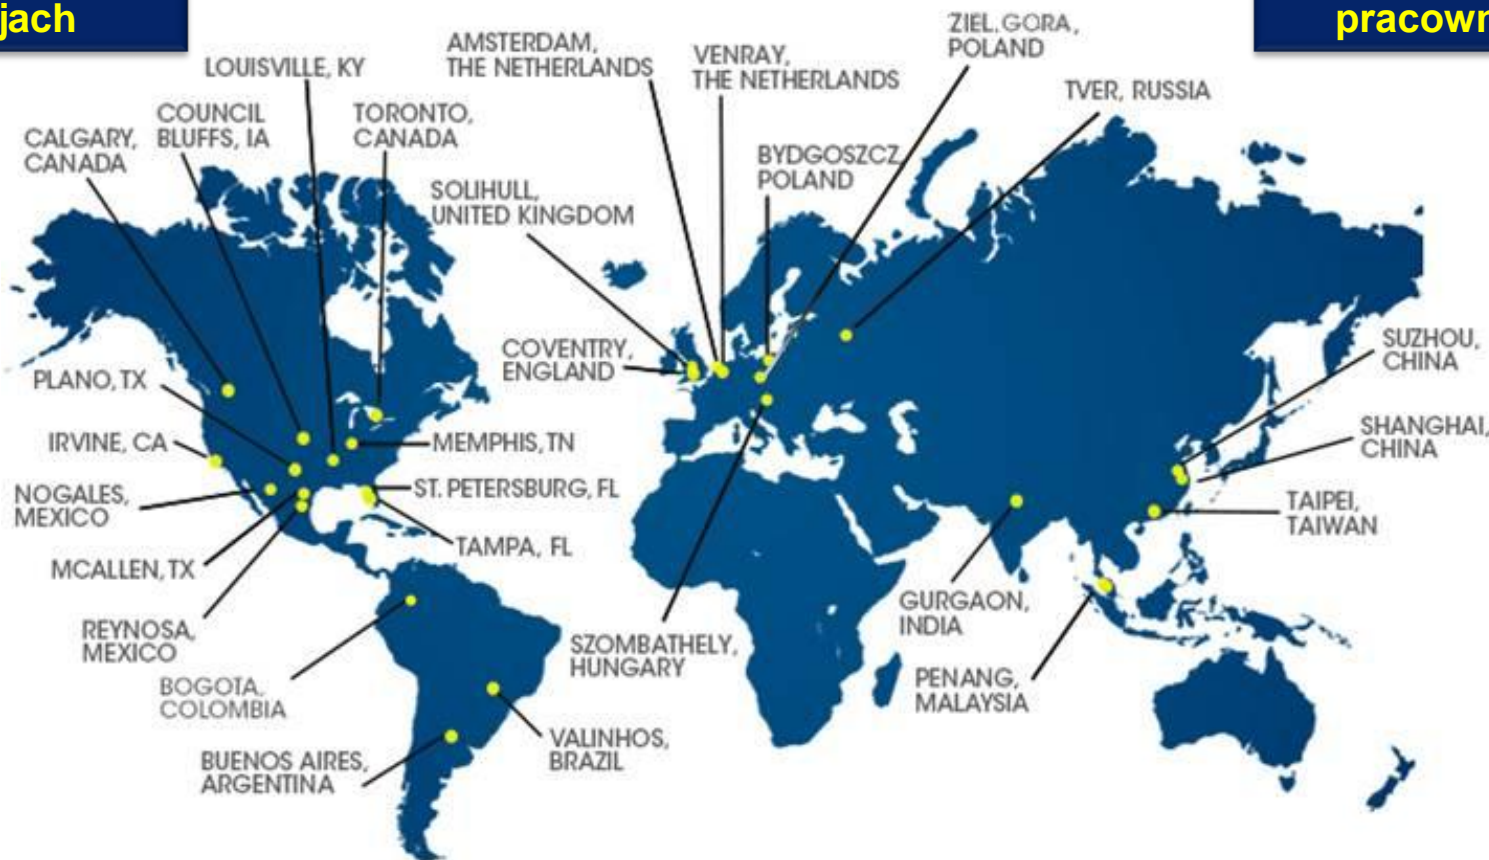 jach
pracown
ZIEL.GORA,
POLAND
AMSTERDAM,
THE NETHERLANDS
VENRAY,
THE NETHERLANDS
LOUISVILLE, KY
TVER, RUSSIA
COUNCIL
BLUFFS, IA
TORONTO,
CANADA
CALGARY,
CANADA
BYDGOSZCZ,
POLAND
SOLIHULL,
UNITED KINGDOM
COVENTRY,
ENGLAND
SUZHOU,
CHINA
PLANO, TX
SHANGHAI,
CHINA
IRVINE, CA
MEMPHIS, TN
NOGALES,
MEXICO
ST. PETERSBURG, FL
TAIPEI,
TAIWAN
TAMPA, FL
MCALLEN, TX
GURGAON,
INDIA
REYNOSA,
MEXICO
SZOMBATHELY,
HUNGARY
PENANG,
MALAYSIA
BOGOTA,
COLOMBIA
VALINHOS,
BRAZIL
BUENOS AIRES,
ARGENTINA